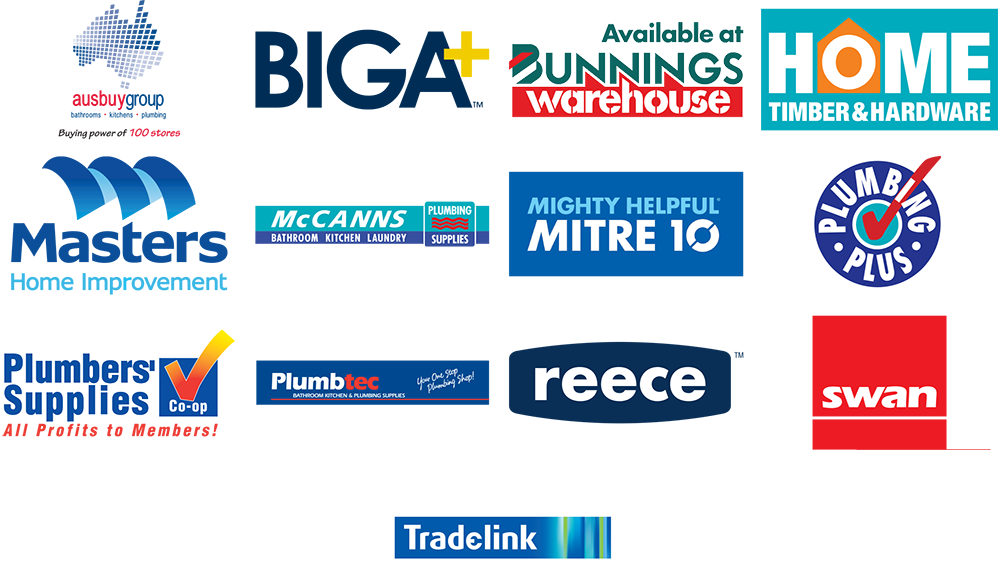 ausbuygroup
bathrooms • kitchens • plumbing
Buying power of 100 stores
BIGA+
TM
Available at
BUNNINGS
warehouse
HOME
TIMBER & HARDWARE
Masters
Home Improvement
McCANNS
BATHROOM KITCHEN LAUNDRY
PLUMBING
SUPPLIES
MIGHTY HELPFUL®
MITRE 10
PLUMBING
• PLUS •
Plumbers'
Supplies
Co-op
All Profits to Members!
Plumbtec
BATHROOM KITCHEN & PLUMBING SUPPLIES
Your One Stop
Plumbing Shop!
reece
TM
swan
Tradelink